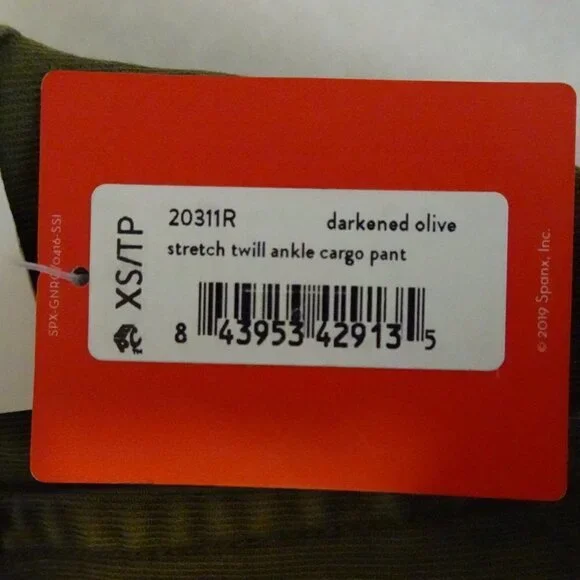 20311R darkened olive
stretch twill ankle cargo pant
XS/TP
8 43953 42913 5
© 2019 Spanx, Inc.